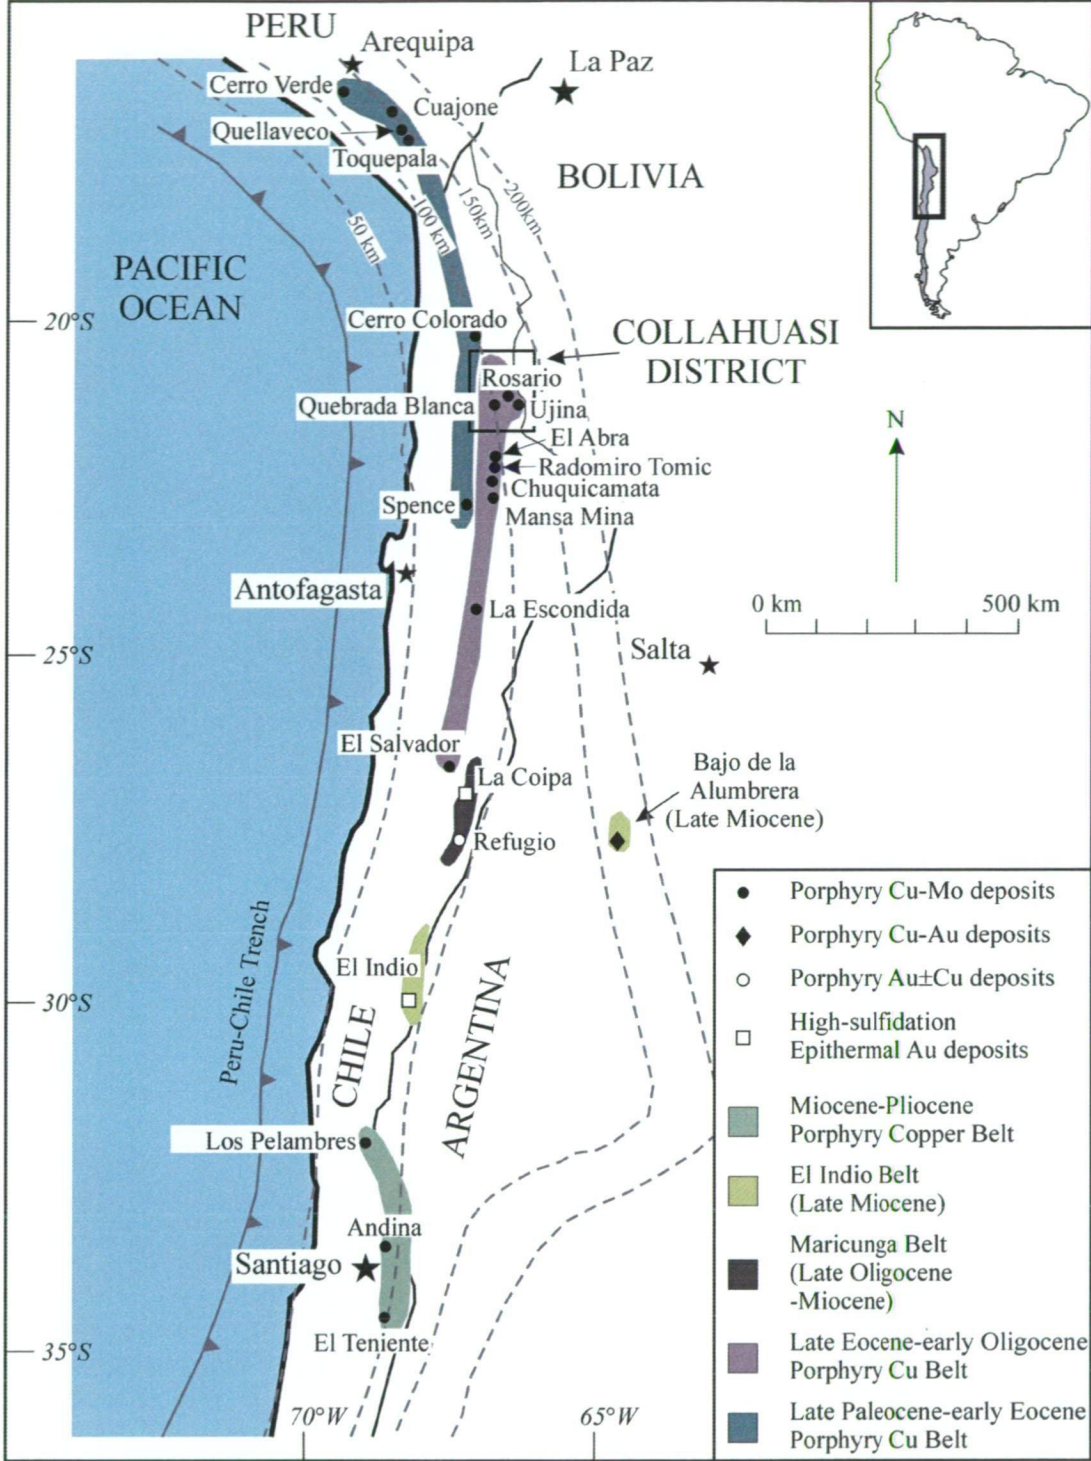 PERU
Arequipa
La Paz
Cerro Verde
Cuajone
Quellaveco
Toquepala
BOLIVIA
50 km
100 km
150km
200km
PACIFIC
OCEAN
20°S
Cerro Colorado
COLLAHUASI
DISTRICT
Rosario
Quebrada Blanca
Ujina
El Abra
Radomiro Tomic
Chuquicamata
Spence
Mansa Mina
N
Antofagasta
La Escondida
0 km
500 km
25°S
Salta
El Salvador
La Coipa
Bajo de la
Alumbrera
(Late Miocene)
Refugio
Peru-Chile Trench
El Indio
30°S
CHILE
ARGENTINA
Los Pelambres
Andina
Santiago
El Teniente
35°S
70°W
65°W
Porphyry Cu-Mo deposits
Porphyry Cu-Au deposits
Porphyry Au±Cu deposits
High-sulfidation
Epithermal Au deposits
Miocene-Pliocene
Porphyry Copper Belt
El Indio Belt
(Late Miocene)
Maricunga Belt
(Late Oligocene
-Miocene)
Late Eocene-early Oligocene
Porphyry Cu Belt
Late Paleocene-early Eocene
Porphyry Cu Belt